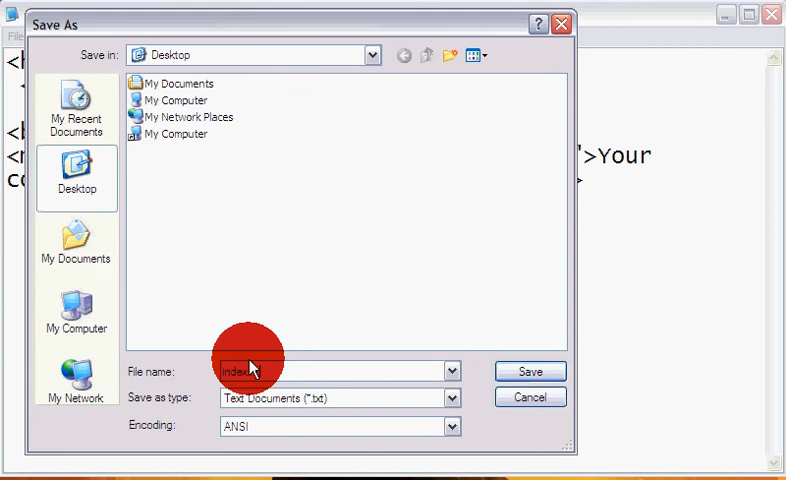 Save As
File
Save in:
Desktop
My Recent
Documents
Desktop
My Documents
My Computer
My Network
My Documents
My Computer
My Network Places
My Computer
">Your
File name:
Save
Save as type:
Text Documents (*.txt)
Cancel
Encoding:
ANSI